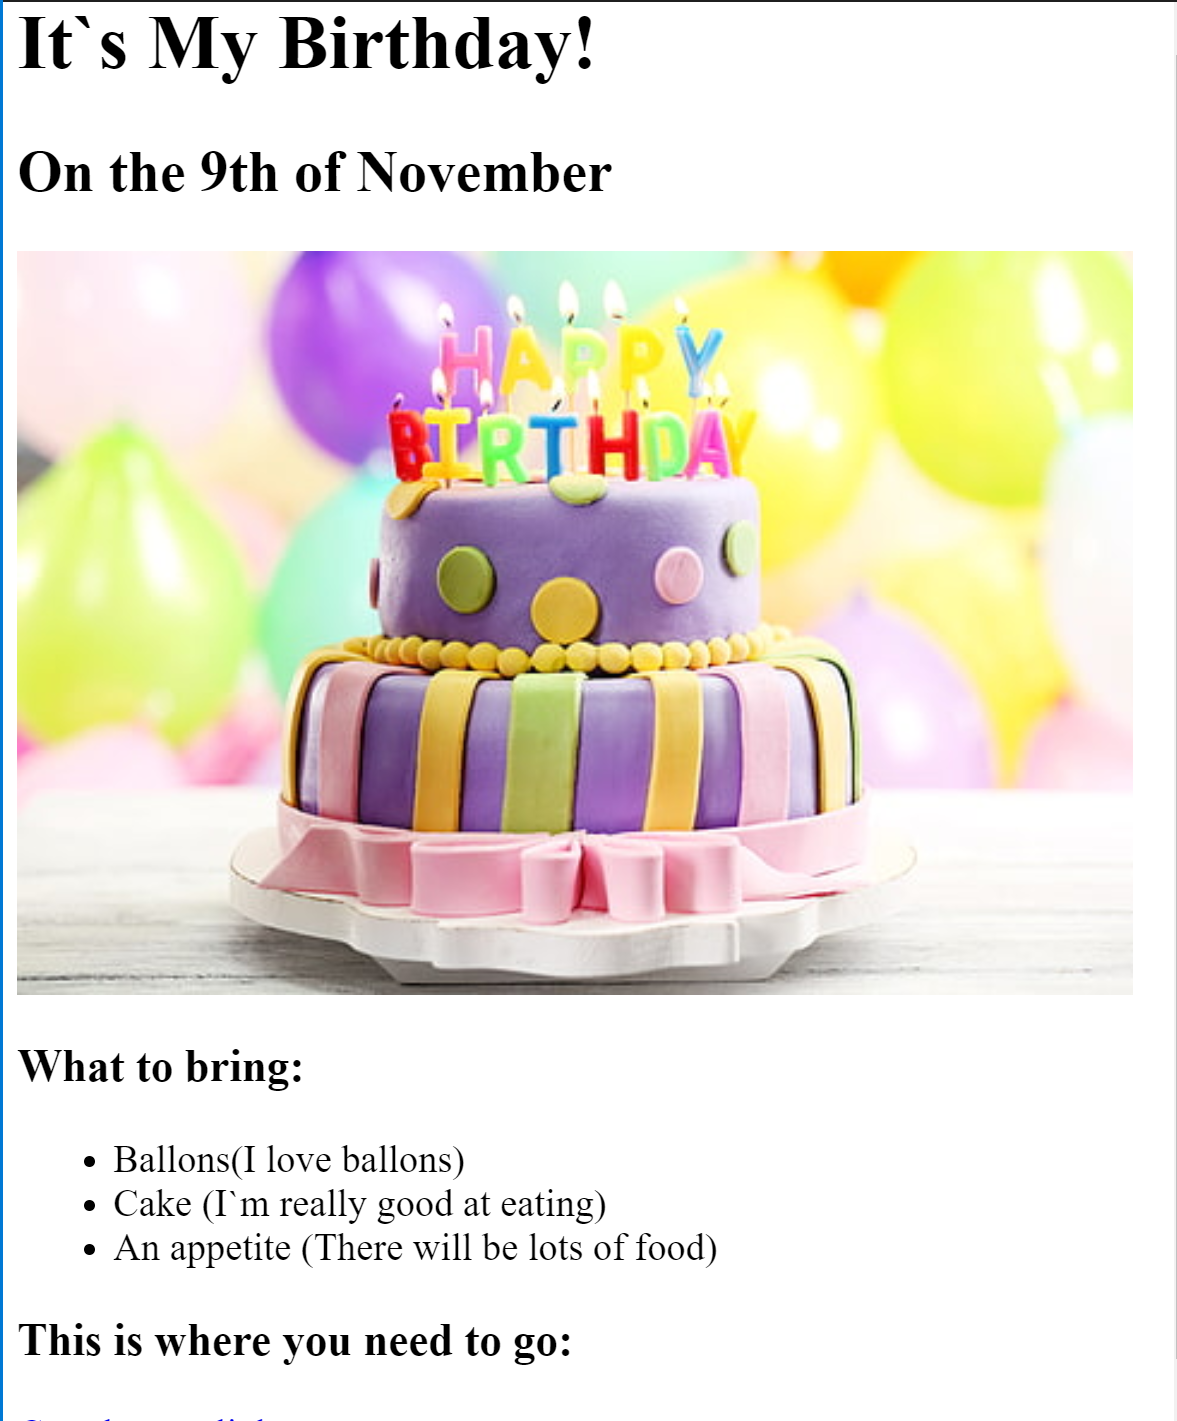 It`s My Birthday!
On the 9th of November
HAPPY
BIRTHDAY
What to bring:
Ballons(I love ballons)
Cake (I`m really good at eating)
An appetite (There will be lots of food)
This is where you need to go: